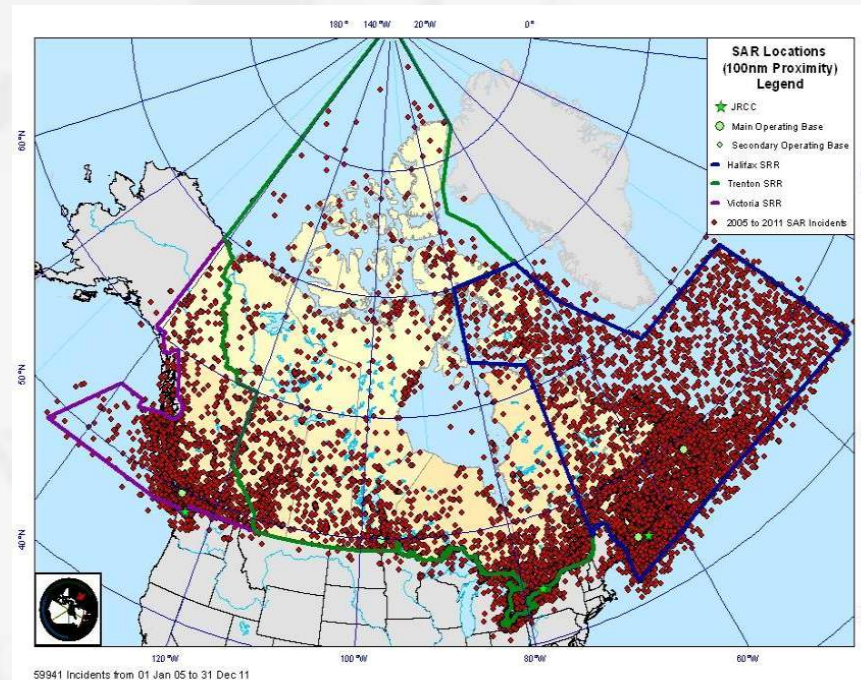 180° 140°W 20°W 0°
SAR Locations
(100nm Proximity)
Legend
JRCC
Main Operating Base
Secondary Operating Base
Halifax SRR
Trenton SRR
Victoria SRR
2005 to 2011 SAR Incidents
60°N
50°N
40°N
120°W 100°W 80°W 60°W
59941 Incidents from 01 Jan 05 to 31 Dec 11